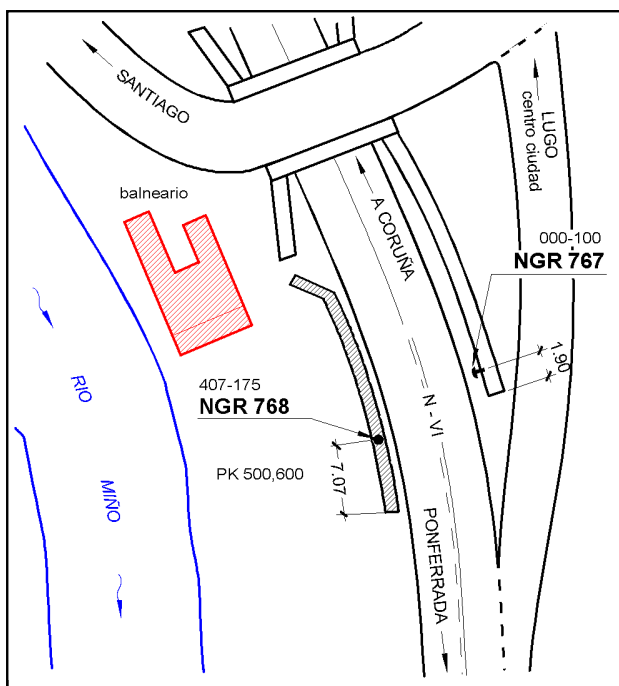 SANTIAGO
LUGO
centro ciudad
balneario
A CORUÑA
000-100
NGR 767
1.90
RIO
MIÑO
407-175
NGR 768
PK 500,600
7.07
N - VI
PONFERRADA